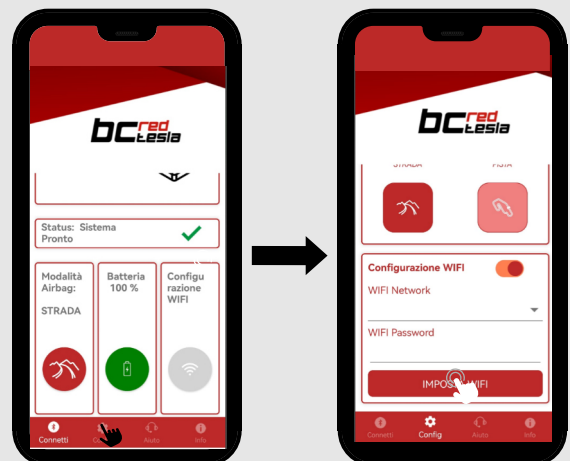 bc red
tesla
Status: Sistema
Pronto
Modalità
Airbag:
STRADA
Batteria
100 %
Configu
razione
WIFI
Connetti
Aiuto
Info
bc red
tesla
STRADA
PISTA
Configurazione WIFI
WIFI Network
WIFI Password
WIFI
Connetti
Config
Aiuto
Info